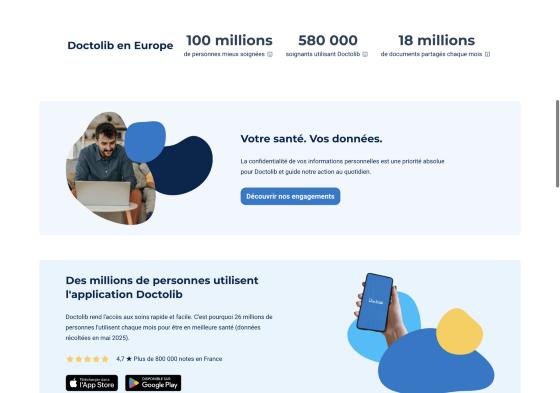 Doctolib en Europe
100 millions
de personnes mieux soignées
580 000
soignants utilisant Doctolib
18 millions
de documents partagés chaque mois
Votre santé. Vos données.
La confidentialité de vos informations personnelles est une priorité absolue
pour Doctolib et guide notre action au quotidien.
Découvrir nos engagements
Des millions de personnes utilisent
l'application Doctolib
Doctolib rend l'accès aux soins rapide et facile. C'est pourquoi 26 millions de
personnes l'utilisent chaque mois pour être en meilleure santé (données
récoltées en mai 2025).
4,7 ★ Plus de 800 000 notes en France
Télécharger dans
l'App Store
DISPONIBLE SUR
Google Play
Doctolib